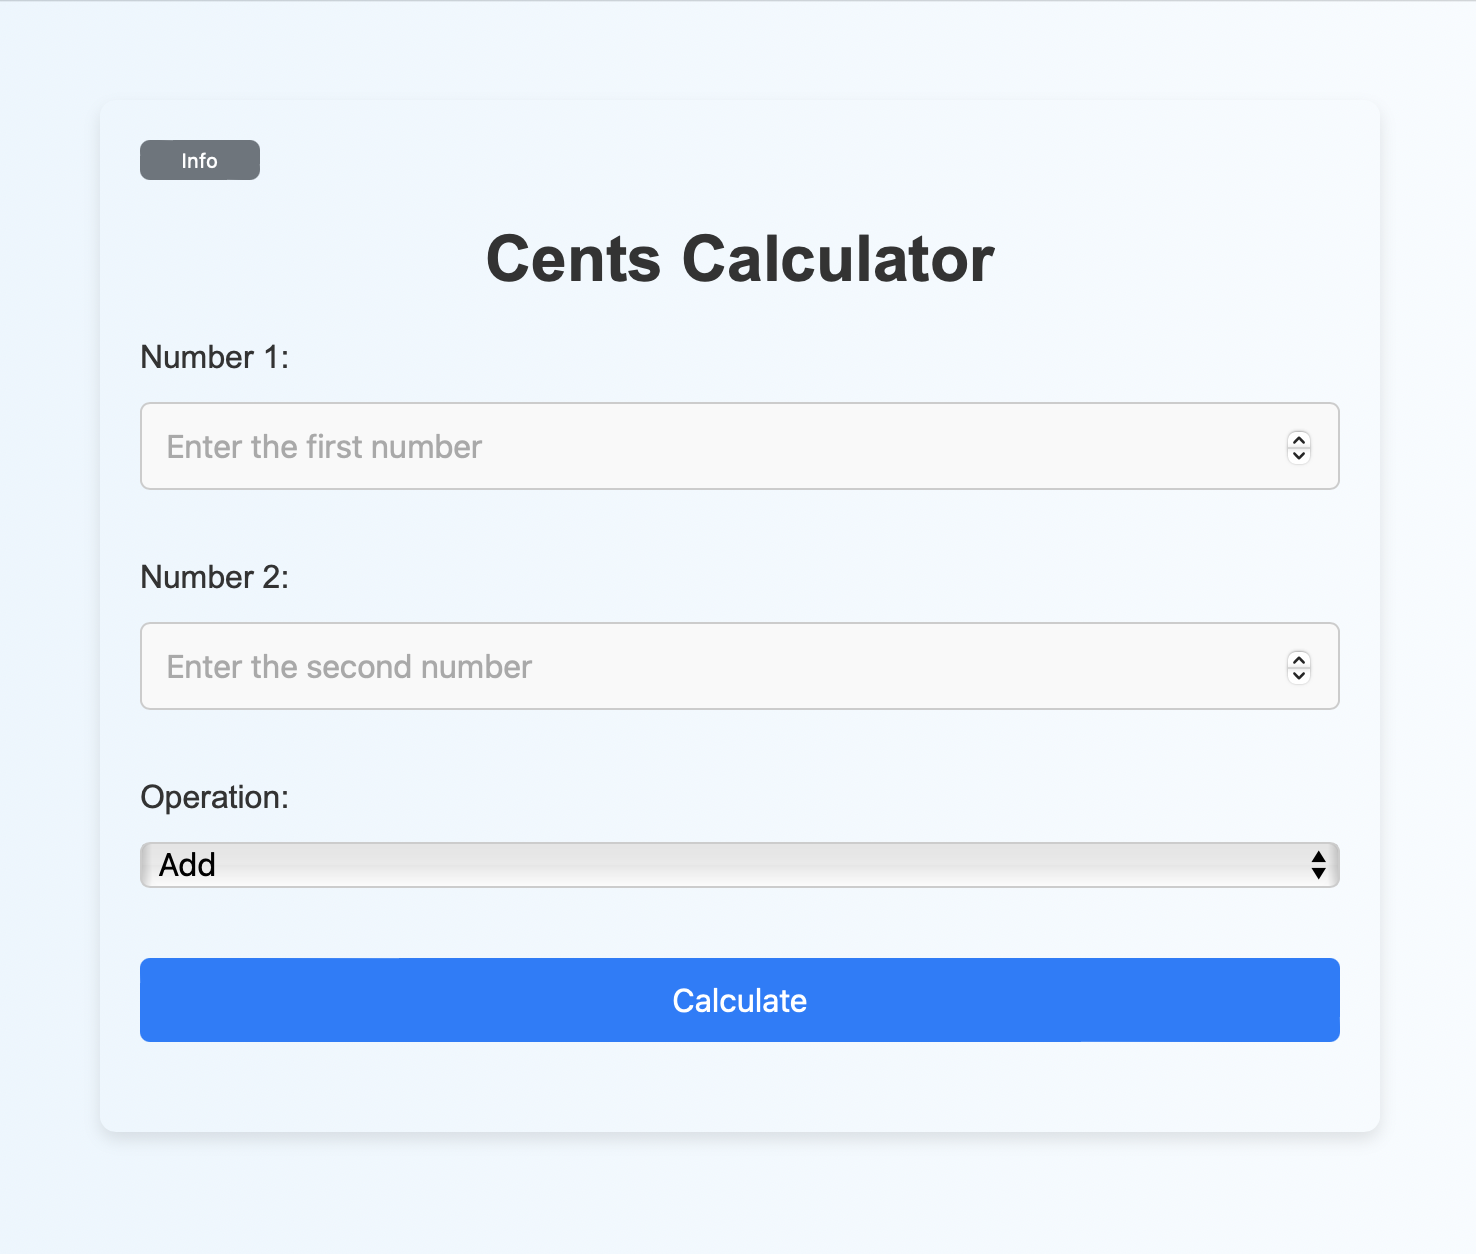 Info
Cents Calculator
Number 1:
Enter the first number
Number 2:
Enter the second number
Operation:
Add
Calculate